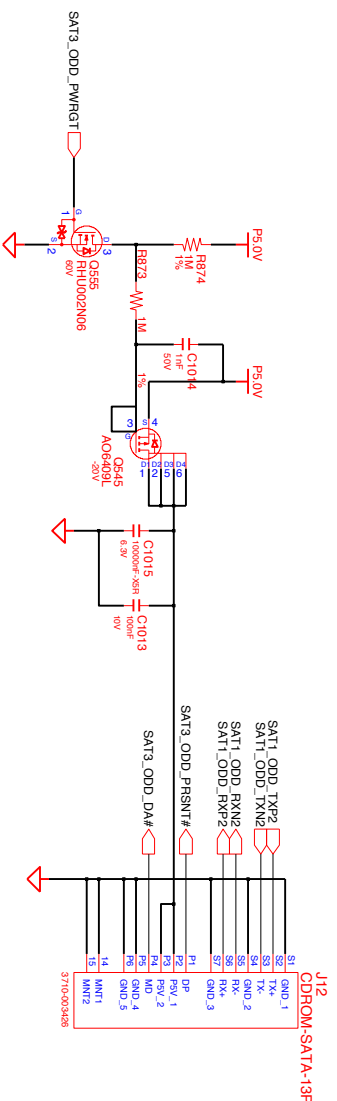 SAT3_ODD_PWRGT
G
1
S
2
D
3
Q555
RHU002N06
60V
R874
1M
1%
P5.0V
R873
1M
1%
C1014
1nF
50V
P5.0V
S
4
G
3
Q545
AO6409L
-20V
D1
1
D2
2
D3
5
D4
6
C1015
10000nF-X5R
6.3V
C1013
100nF
10V
SAT1_ODD_TXP2
SAT1_ODD_TXN2
SAT1_ODD_RXN2
SAT1_ODD_RXP2
SAT3_ODD_PRSNT#
SAT3_ODD_DA#
J12
CDROM-SATA-13P
S1 GND_1
S2 TX+
S3 TX-
S4 GND_2
S5 RX-
S6 RX+
S7 GND_3
P1 DP
P2 P5V_1
P3 P5V_2
P4 MD
P5 GND_4
P6 GND_5
14 MNT1
15 MNT2
3710-003426